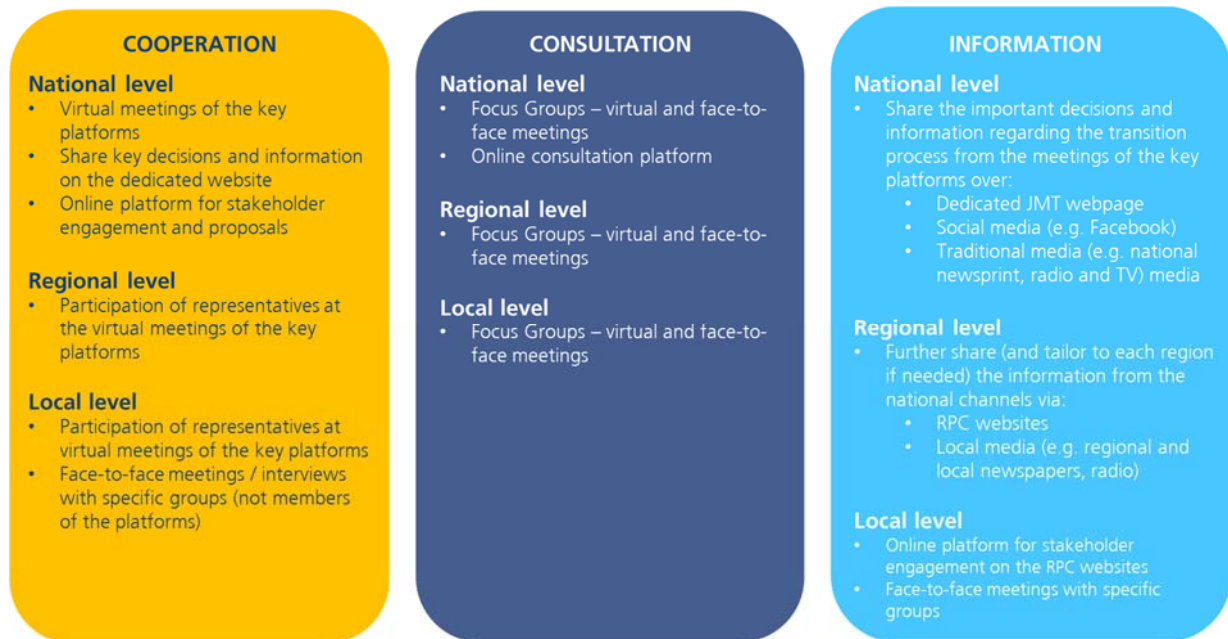 COOPERATION
National level
• Virtual meetings of the key
platforms
• Share key decisions and information
on the dedicated website
• Online platform for stakeholder
engagement and proposals
Regional level
• Participation of representatives at
the virtual meetings of the key
platforms
Local level
• Participation of representatives at
virtual meetings of the key platforms
• Face-to-face meetings / interviews
with specific groups (not members
of the platforms)
CONSULTATION
National level
• Focus Groups – virtual and face-to-
face meetings
• Online consultation platform
Regional level
• Focus Groups – virtual and face-to-
face meetings
Local level
• Focus Groups – virtual and face-to-
face meetings
INFORMATION
National level
• Share the important decisions and
information regarding the transition
process from the meetings of the key
platforms over:
• Dedicated JMT webpage
• Social media (e.g. Facebook)
• Traditional media (e.g. national
newsprint, radio and TV) media
Regional level
• Further share (and tailor to each region
if needed) the information from the
national channels via:
• RPC websites
• Local media (e.g. regional and
local newspapers, radio)
Local level
• Online platform for stakeholder
engagement on the RPC websites
• Face-to-face meetings with specific
groups